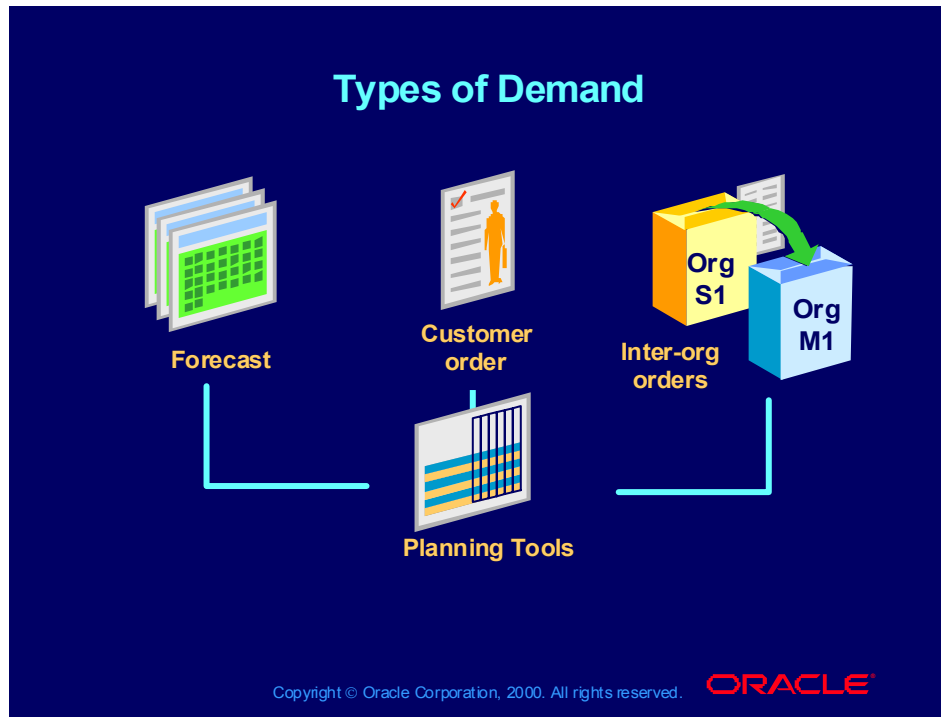 Types of Demand
Forecast
Customer
order
Org
S1
Org
M1
Inter-org
orders
Planning Tools
Copyright © Oracle Corporation, 2000. All rights reserved.
ORACLE®